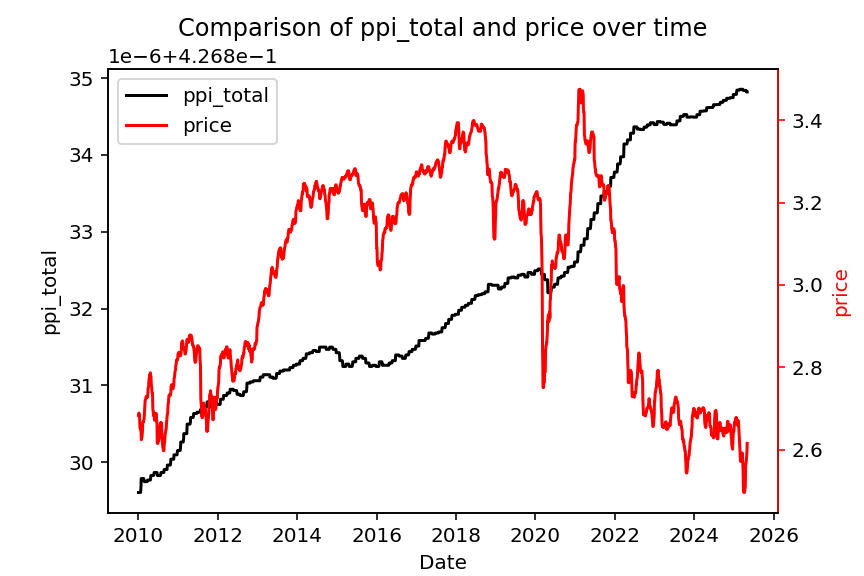 Comparison of ppi_total and price over time
1e−6+4.268e−1
ppi_total
price
35
34
33
32
31
30
ppi_total
3.4
3.2
3.0
2.8
2.6
price
2010 2012 2014 2016 2018 2020 2022 2024 2026
Date